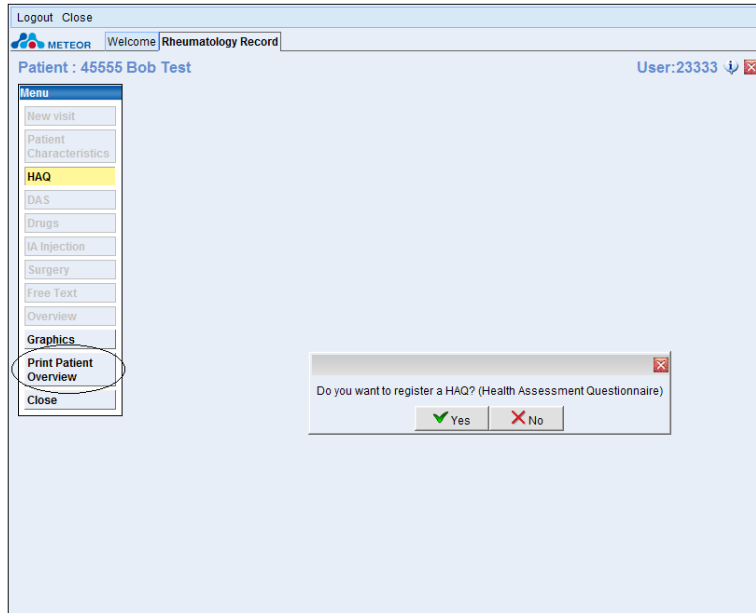 Logout Close
METEOR Welcome Rheumatology Record
Patient : 45555 Bob Test User:23333
Menu
New visit
Patient
Characteristics
HAQ
DAS
Drugs
IA Injection
Surgery
Free Text
Overview
Graphics
Print Patient
Overview
Close
Do you want to register a HAQ? (Health Assessment Questionnaire)
Yes No